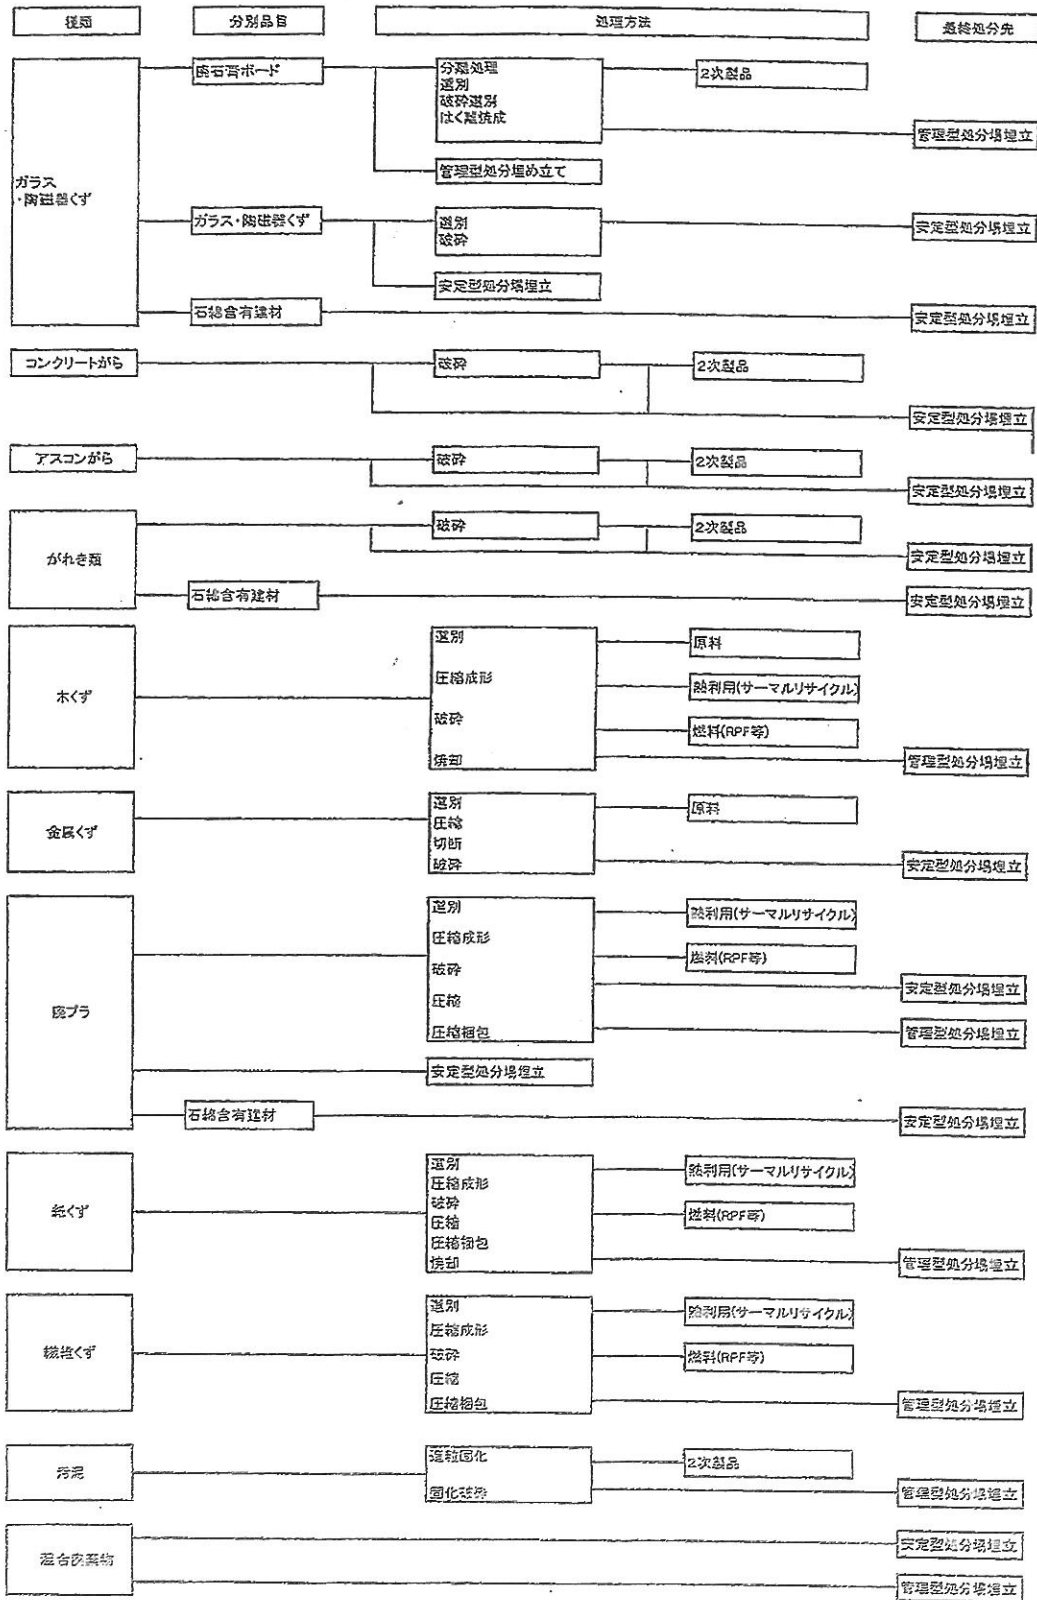 種類
分別品目
処理方法
最終処分先
ガラス
・陶磁器くず
廃石膏ボード
分離処理
選別
破砕選別
はく離焼成
2次製品
管理型処分場埋立
管理型処分埋め立て
ガラス・陶磁器くず
選別
破砕
安定型処分場埋立
安定型処分場埋立
石綿含有建材
安定型処分場埋立
コンクリートがら
破砕
2次製品
安定型処分場埋立
アスコンがら
破砕
2次製品
安定型処分場埋立
がれき類
破砕
2次製品
安定型処分場埋立
石綿含有建材
安定型処分場埋立
木くず
選別
圧縮成形
破砕
焼却
原料
熱利用(サーマルリサイクル)
燃料(RPF等)
管理型処分場埋立
金属くず
選別
圧縮
切断
破砕
原料
安定型処分場埋立
廃プラ
選別
圧縮成形
破砕
圧縮
圧縮梱包
熱利用(サーマルリサイクル)
燃料(RPF等)
安定型処分場埋立
管理型処分場埋立
安定型処分場埋立
石綿含有建材
安定型処分場埋立
紙くず
選別
圧縮成形
破砕
圧縮
圧縮梱包
焼却
熱利用(サーマルリサイクル)
燃料(RPF等)
管理型処分場埋立
繊維くず
選別
圧縮成形
破砕
圧縮
圧縮梱包
熱利用(サーマルリサイクル)
燃料(RPF等)
管理型処分場埋立
汚泥
造粒固化
固化破砕
2次製品
管理型処分場埋立
混合廃棄物
安定型処分場埋立
管理型処分場埋立